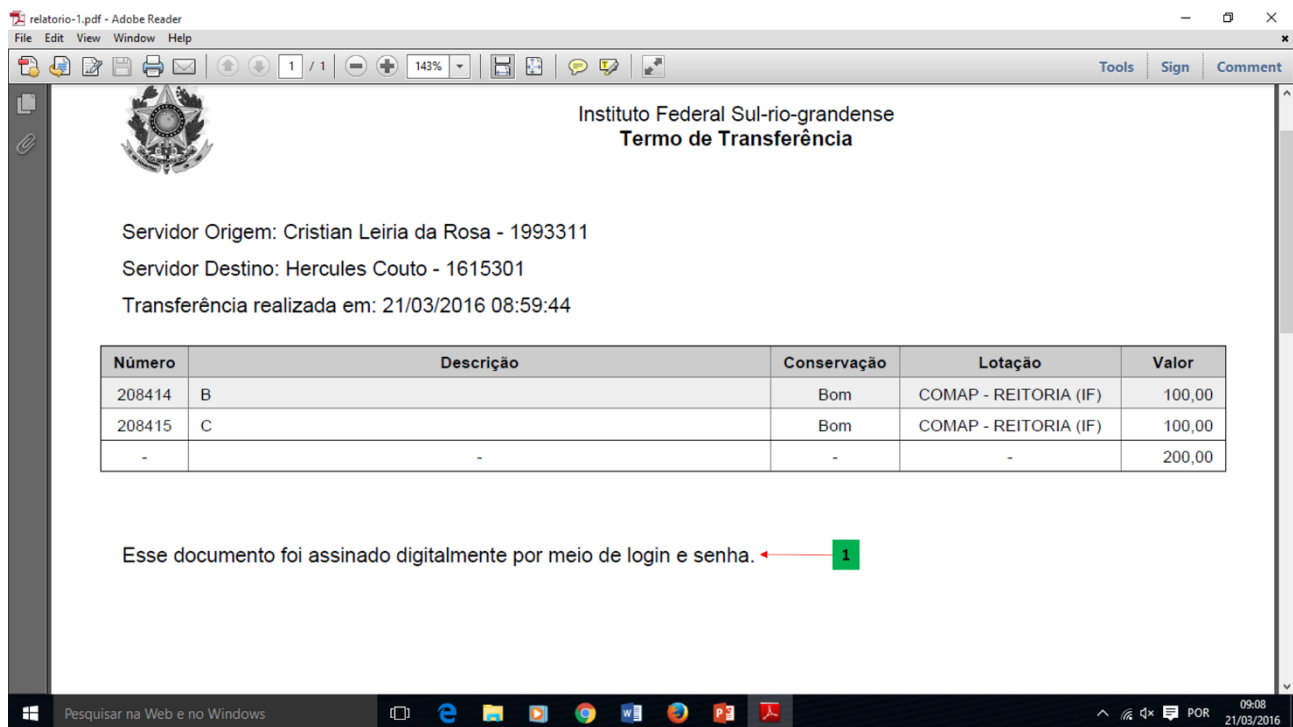 relatorio-1.pdf - Adobe Reader
File Edit View Window Help
1 / 1 143% Tools Sign Comment
Instituto Federal Sul-rio-grandense
Termo de Transferência
Servidor Origem: Cristian Leiria da Rosa - 1993311
Servidor Destino: Hercules Couto - 1615301
Transferência realizada em: 21/03/2016 08:59:44
Número Descrição Conservação Lotação Valor
208414 B Bom COMAP - REITORIA (IF) 100,00
208415 C Bom COMAP - REITORIA (IF) 100,00
- - - - 200,00
Esse documento foi assinado digitalmente por meio de login e senha. 1
Pesquisar na Web e no Windows POR 09:08
21/03/2016